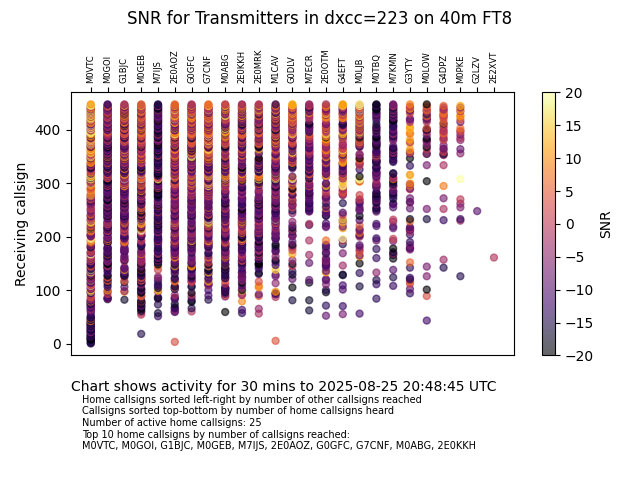 SNR for Transmitters in dxcc=223 on 40m FT8
M0VTC M0GOI G1BJC M0GEB M7IJS 2E0AOZ G0GFC G7CNF M0ABG 2E0KKH 2E0MRK M1CAV G0DLV M7ECR 2E0OTM G4EFT M0LJB M0TBQ M7KMN G3YTY M0LOW G4DPZ M0PKE G2LZV 2E2XVT
400
300
200
100
0
Receiving callsign
20
15
10
5
0
−5
−10
−15
−20
SNR
Chart shows activity for 30 mins to 2025-08-25 20:48:45 UTC
Home callsigns sorted left-right by number of other callsigns reached
Callsigns sorted top-bottom by number of home callsigns heard
Number of active home callsigns: 25
Top 10 home callsigns by number of callsigns reached:
M0VTC, M0GOI, G1BJC, M0GEB, M7IJS, 2E0AOZ, G0GFC, G7CNF, M0ABG, 2E0KKH